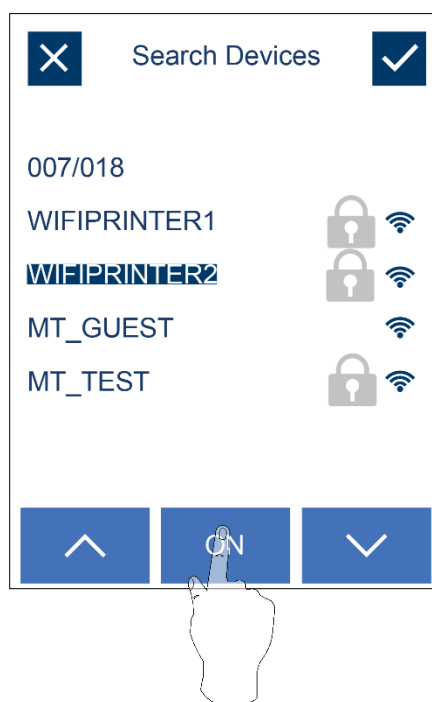 Search Devices
007/018
WIFIPRINTER1
WIFIPRINTER2
MT_GUEST
MT_TEST
ON